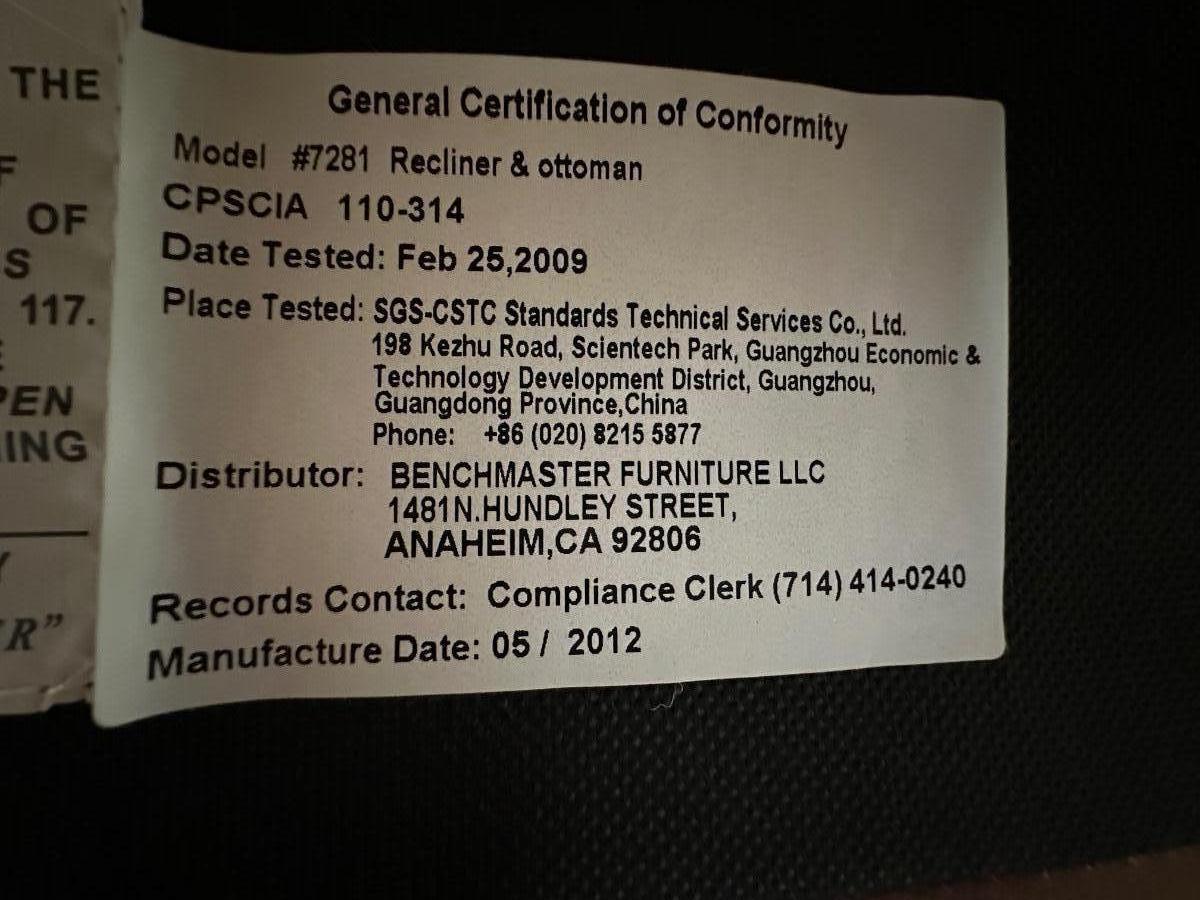 THE
OF
S
117.
PEN
ING
R”
General Certification of Conformity
Model #7281 Recliner & ottoman
CPSCIA 110-314
Date Tested: Feb 25,2009
Place Tested: SGS-CSTC Standards Technical Services Co., Ltd.
198 Kezhu Road, Scientech Park, Guangzhou Economic &
Technology Development District, Guangzhou,
Guangdong Province,China
Phone: +86 (020) 8215 5877
Distributor: BENCHMASTER FURNITURE LLC
1481N.HUNDLEY STREET,
ANAHEIM,CA 92806
Records Contact: Compliance Clerk (714) 414-0240
Manufacture Date: 05 / 2012